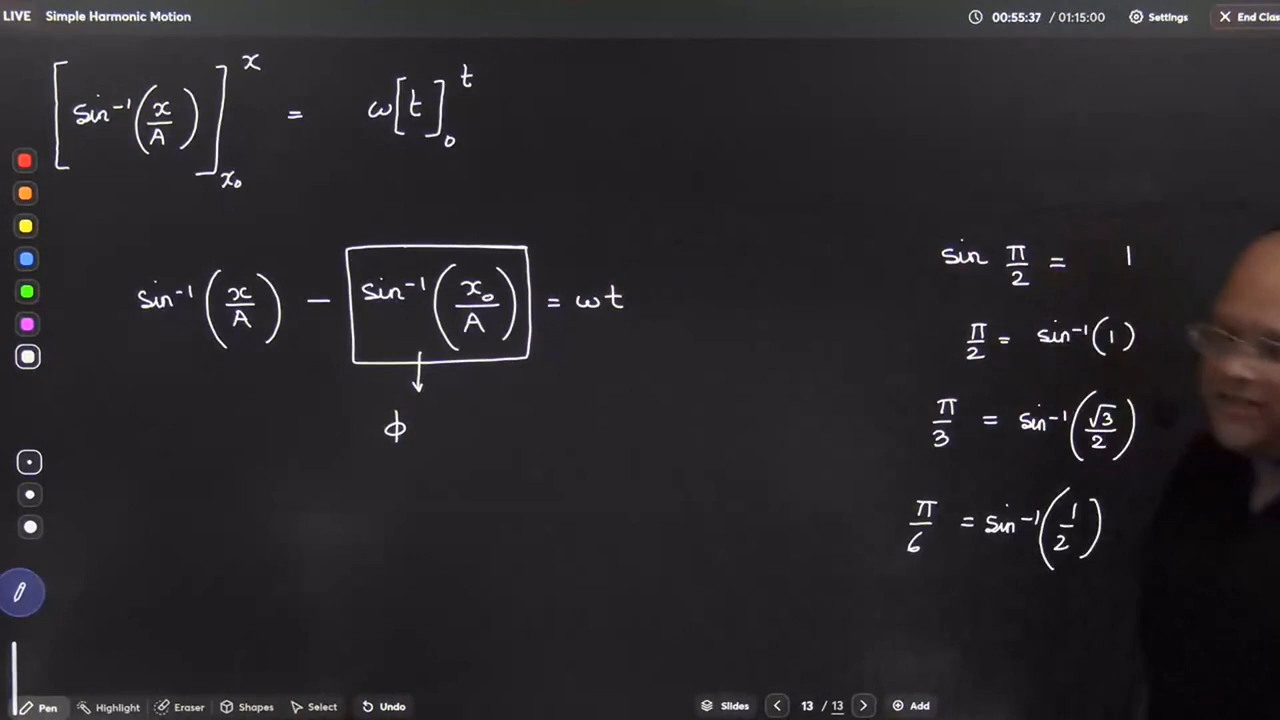 LIVE Simple Harmonic Motion
00:55:37 / 01:15:00 Settings End Clas
[sin⁻¹(x/A)]ₓ₀ˣ = ω[t]₀ᵗ
sin⁻¹(x/A) − sin⁻¹(x₀/A) = ωt
ϕ
sin π/2 = 1
π/2 = sin⁻¹(1)
π/3 = sin⁻¹(√3/2)
π/6 = sin⁻¹(1/2)
Pen Highlight Eraser Shapes Select Undo Slides 13 / 13 Add